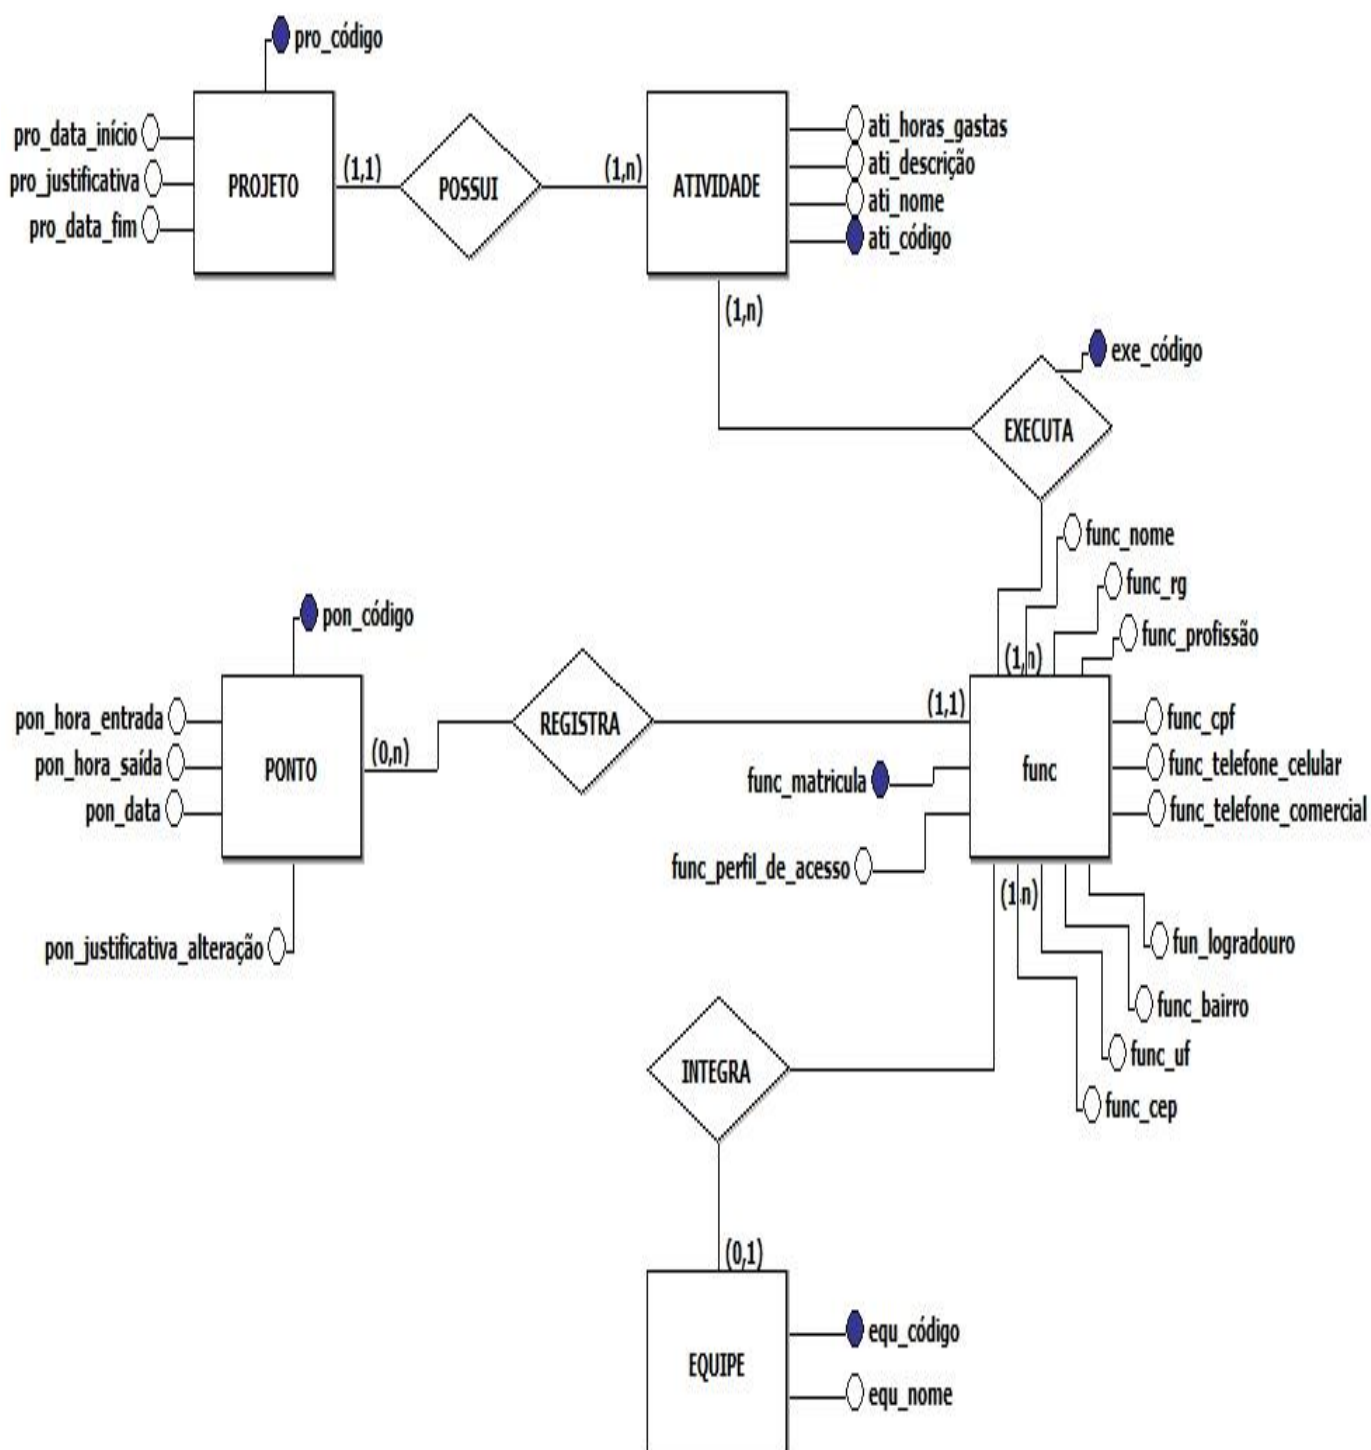 pro_código
pro_data_início
pro_justificativa
pro_data_fim
PROJETO
(1,1)
POSSUI
(1,n)
ATIVIDADE
ati_horas_gastas
ati_descrição
ati_nome
ati_código
(1,n)
exe_código
EXECUTA
func_nome
func_rg
func_profissão
(1,n)
pon_código
pon_hora_entrada
pon_hora_saída
pon_data
PONTO
(0,n)
REGISTRA
(1,1)
func_matricula
func_perfil_de_acesso
func
func_cpf
func_telefone_celular
func_telefone_comercial
pon_justificativa_alteração
(1,n)
fun_logradouro
func_bairro
func_uf
func_cep
INTEGRA
(0,1)
EQUIPE
equ_código
equ_nome